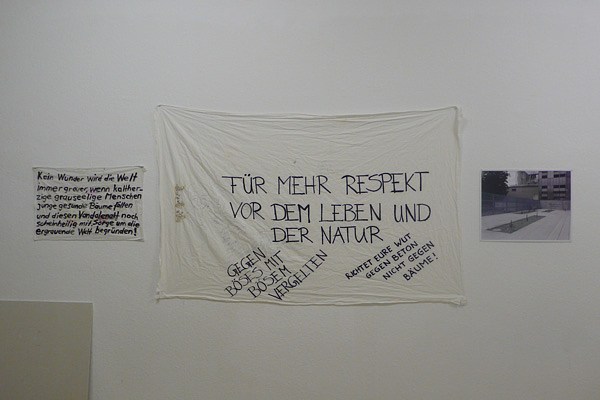 Kein Wunder wird die Welt
immer grauer, wenn kalther-
zige grauseelige Menschen
junge gesunde Bäume fällen
und diesen Vandalenakt noch
scheinheilig mit Sorge um die
ergrauende Welt begründen!
FÜR MEHR RESPEKT
VOR DEM LEBEN UND
DER NATUR
GEGEN
BÖSES MIT
BÖSEM
VERGELTEN
RICHTET EURE WUT
GEGEN BETON
NICHT GEGEN
BÄUME!